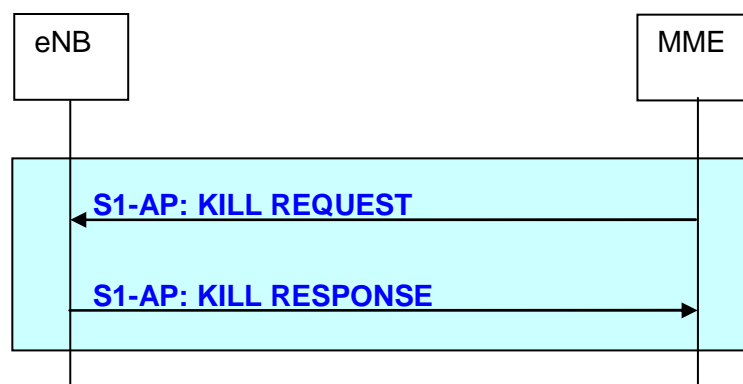 eNB
MME
S1-AP: KILL REQUEST
S1-AP: KILL RESPONSE